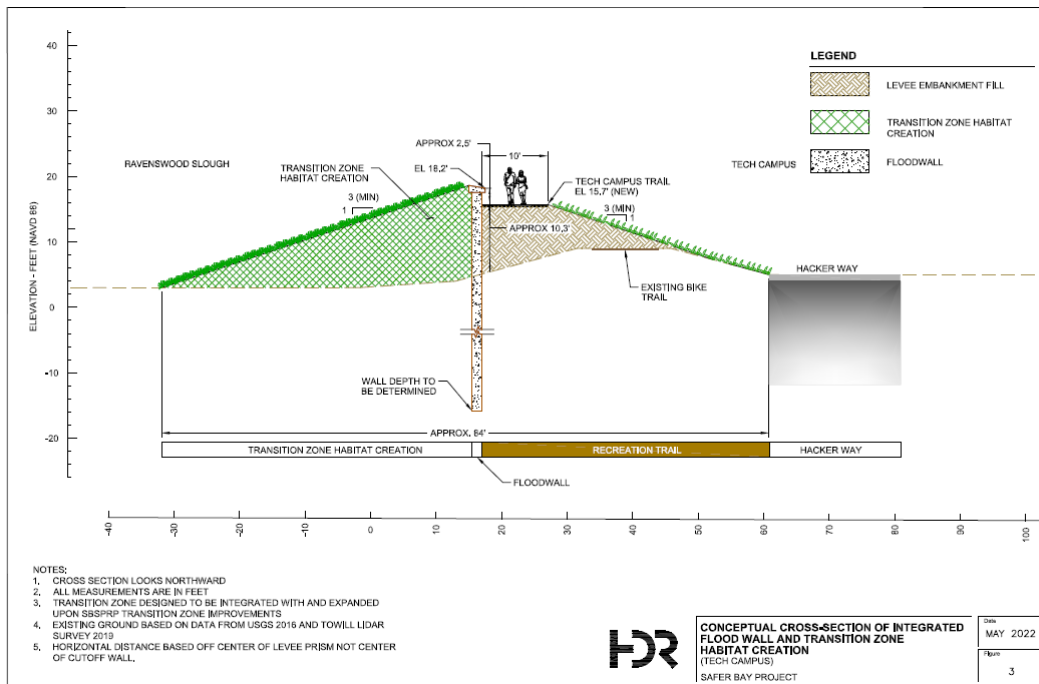 40
30
20
10
0
-10
-20
ELEVATION - FEET (NAVD 88)
LEGEND
LEVEE EMBANKMENT FILL
TRANSITION ZONE HABITAT
CREATION
FLOODWALL
RAVENSWOOD SLOUGH
TRANSITION ZONE
HABITAT CREATION
3 (MIN)
1
APPROX 2.5'
EL 18.2'
10'
TECH CAMPUS
TECH CAMPUS TRAIL
EL 15.7' (NEW)
3 (MIN)
1
APPROX 10.3'
EXISTING BIKE
TRAIL
HACKER WAY
WALL DEPTH TO
BE DETERMINED
APPROX. 84'
TRANSITION ZONE HABITAT CREATION
RECREATION TRAIL
HACKER WAY
FLOODWALL
-40
-30
-20
-10
0
10
20
30
40
50
60
70
80
90
100
NOTES:
1. CROSS SECTION LOOKS NORTHWARD
2. ALL MEASUREMENTS ARE IN FEET
3. TRANSITION ZONE DESIGNED TO BE INTEGRATED WITH AND EXPANDED
UPON SBSPRP TRANSITION ZONE IMPROVEMENTS
4. EXISTING GROUND BASED ON DATA FROM USGS 2016 AND TOWILL LIDAR
SURVEY 2019
5. HORIZONTAL DISTANCE BASED OFF CENTER OF LEVEE PRISM NOT CENTER
OF CUTOFF WALL.
HDR
CONCEPTUAL CROSS-SECTION OF INTEGRATED
FLOOD WALL AND TRANSITION ZONE
HABITAT CREATION
(TECH CAMPUS)
SAFER BAY PROJECT
Date
MAY 2022
Figure
3